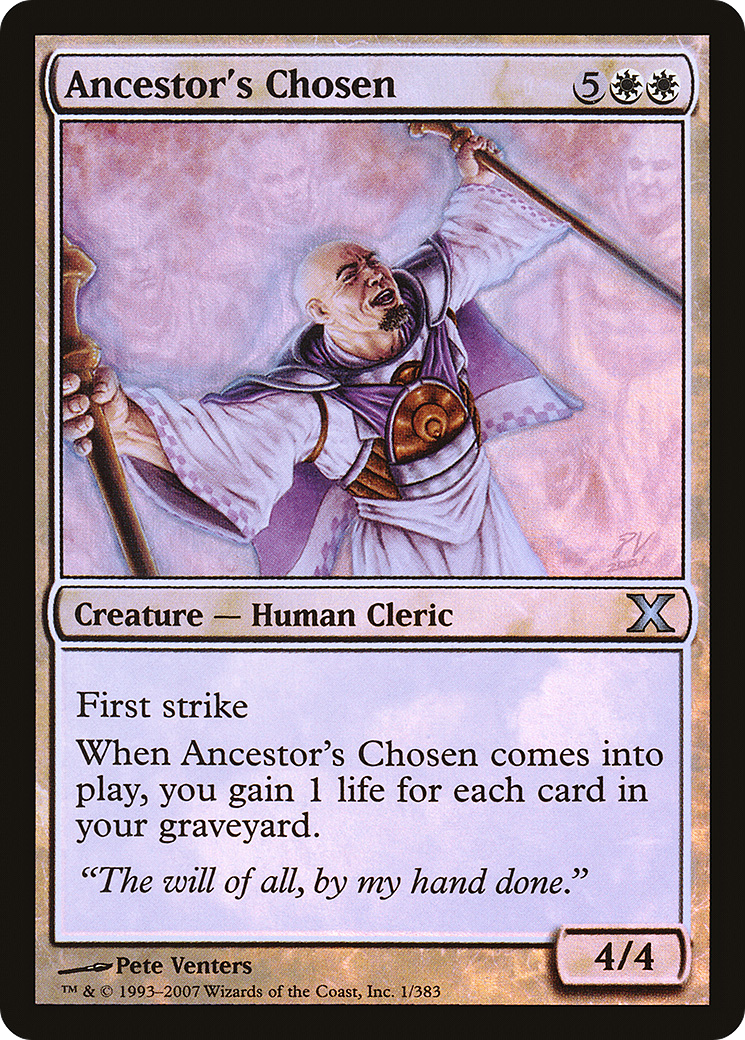 Ancestor's Chosen 5
PV
Creature — Human Cleric X
First strike
When Ancestor's Chosen comes into
play, you gain 1 life for each card in
your graveyard.
“The will of all, by my hand done.”
4/4
Pete Venters
™ & © 1993–2007 Wizards of the Coast, Inc. 1/383